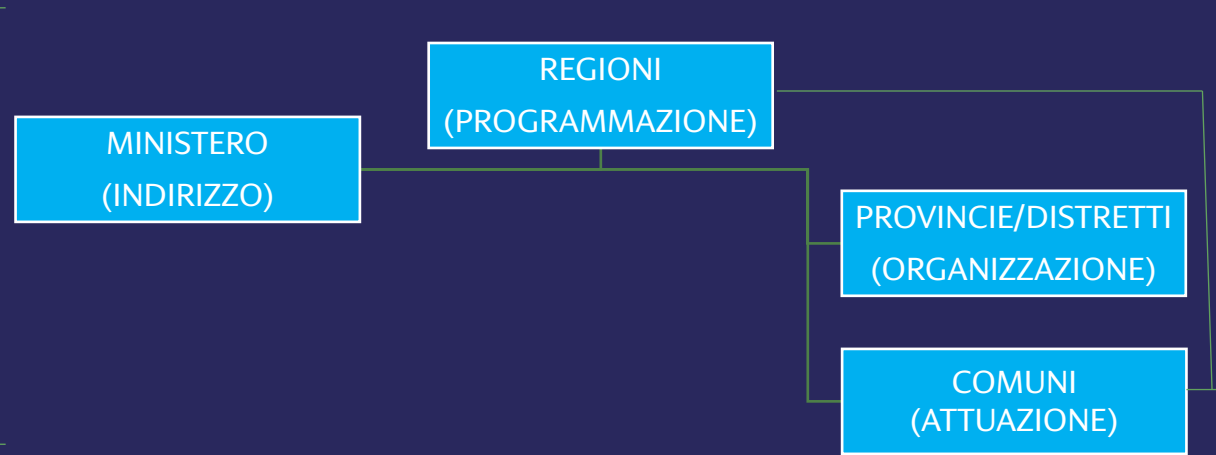 REGIONI
(PROGRAMMAZIONE)
MINISTERO
(INDIRIZZO)
PROVINCIE/DISTRETTI
(ORGANIZZAZIONE)
COMUNI
(ATTUAZIONE)